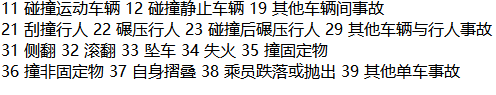 11 碰撞运动车辆 12 碰撞静止车辆 19 其他车辆间事故
21 刮撞行人 22 碾压行人 23 碰撞后碾压行人 29 其他车辆与行人事故
31 侧翻 32 滚翻 33 坠车 34 失火 35 撞固定物
36 撞非固定物 37 自身摺叠 38 乘员跌落或抛出 39 其他单车事故